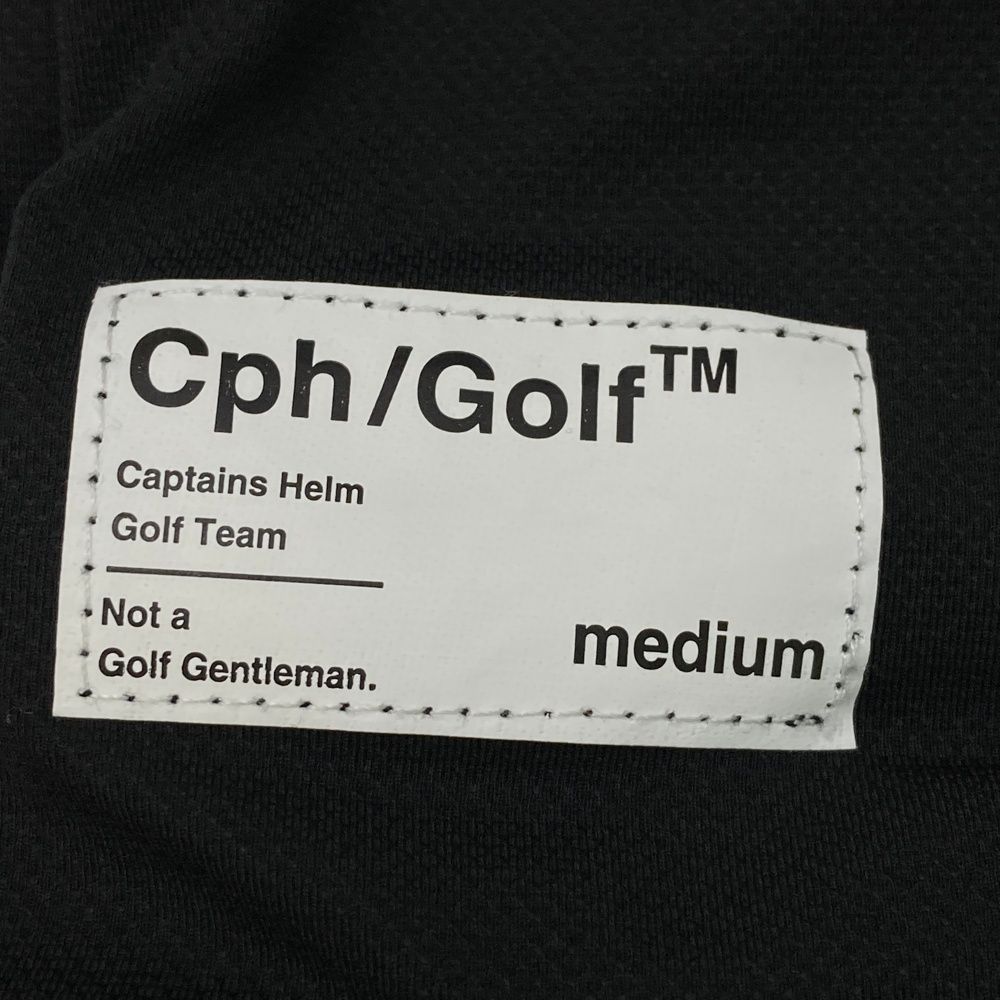 Cph/Golf™
Captains Helm
Golf Team
Not a
Golf Gentleman.
medium